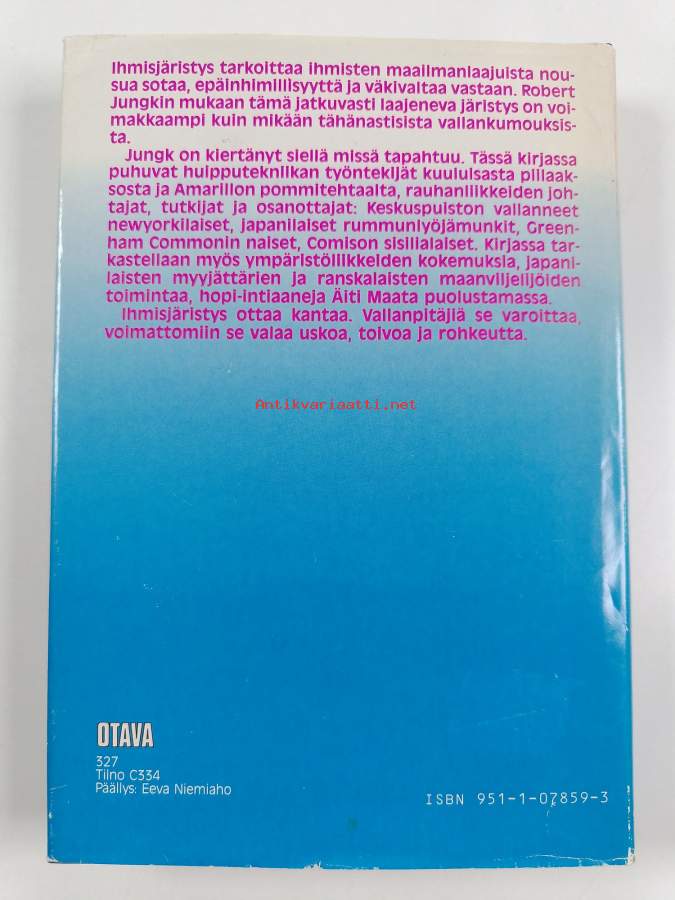 Ihmisjäristys tarkoittaa ihmisten maailmanlaajuista nou-
sua sotaa, epäinhimillisyyttä ja väkivaltaa vastaan. Robert
Jungkin mukaan tämä jatkuvasti laajeneva järistys on voi-
makkaampi kuin mikään tähänastisista vallankumouksis-
ta.
Jungk on kiertänyt siellä missä tapahtuu. Tässä kirjassa
puhuvat huipputekniikan työntekijät kuuluisasta piilaak-
sosta ja Amarillon pommitehtaalta, rauhanliikkeiden joh-
tajat, tutkijat ja osanottajat: Keskuspuiston vallanneet
newyorkilaiset, japanilaiset rummunlyöjämunkit, Green-
ham Commonin naiset, Comison sisilialaiset. Kirjassa tar-
kastellaan myös ympäristöliikkeiden kokemuksia, japani-
laisten myyjättärien ja ranskalaisten maanviljelijöiden
toimintaa, hopi-intiaaneja Äiti Maata puolustamassa.
Ihmisjäristys ottaa kantaa. Vallanpitäjiä se varoittaa,
voimattomiin se valaa uskoa, toivoa ja rohkeutta.
Antikvariaatti.net
OTAVA
327
Tilno C334
Päällys: Eeva Niemiaho
ISBN 951-1-07859-3